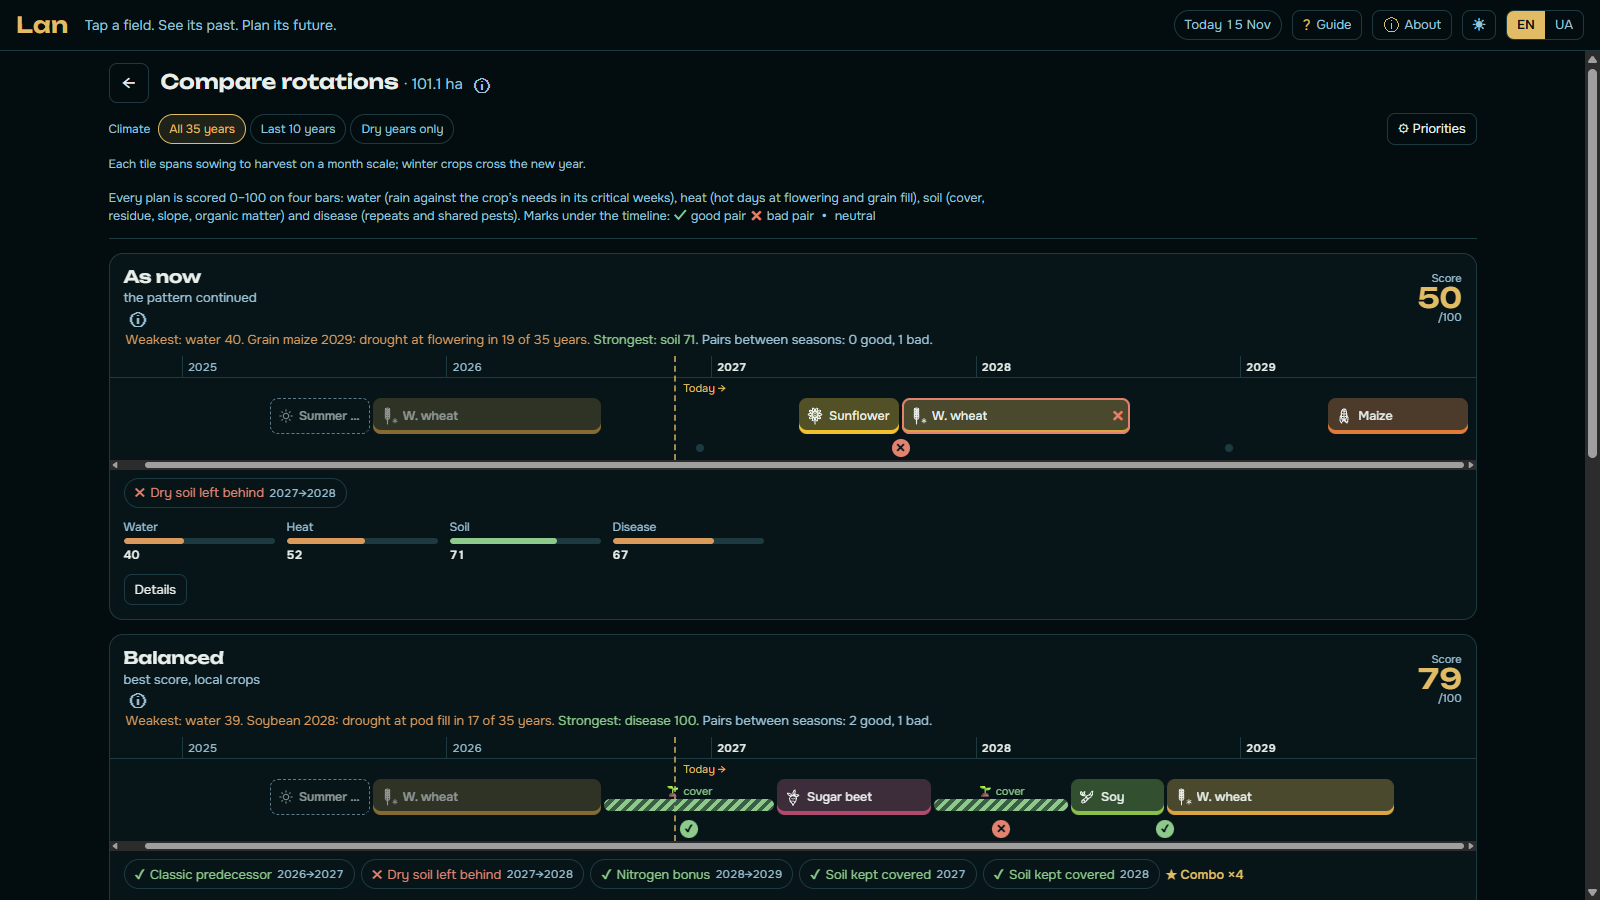 Lan
Tap a field. See its past. Plan its future.
Today 15 Nov
? Guide
About
EN
UA
Compare rotations · 101.1 ha
Climate
All 35 years
Last 10 years
Dry years only
Priorities
Each tile spans sowing to harvest on a month scale; winter crops cross the new year.
Every plan is scored 0–100 on four bars: water (rain against the crop's needs in its critical weeks), heat (hot days at flowering and grain fill), soil (cover,
residue, slope, organic matter) and disease (repeats and shared pests). Marks under the timeline: ✓ good pair ✕ bad pair • neutral
As now
the pattern continued
Score
50
/100
Weakest: water 40. Grain maize 2029: drought at flowering in 19 of 35 years. Strongest: soil 71. Pairs between seasons: 0 good, 1 bad.
2025
2026
2027
2028
2029
Today →
Summer ...
W. wheat
Sunflower
W. wheat
Maize
✕ Dry soil left behind 2027→2028
Water
Heat
Soil
Disease
40
52
71
67
Details
Balanced
best score, local crops
Score
79
/100
Weakest: water 39. Soybean 2028: drought at pod fill in 17 of 35 years. Strongest: disease 100. Pairs between seasons: 2 good, 1 bad.
2025
2026
2027
2028
2029
Today →
cover
cover
Summer ...
W. wheat
Sugar beet
Soy
W. wheat
✓ Classic predecessor 2026→2027
✕ Dry soil left behind 2027→2028
✓ Nitrogen bonus 2028→2029
✓ Soil kept covered 2027
✓ Soil kept covered 2028
★ Combo ×4